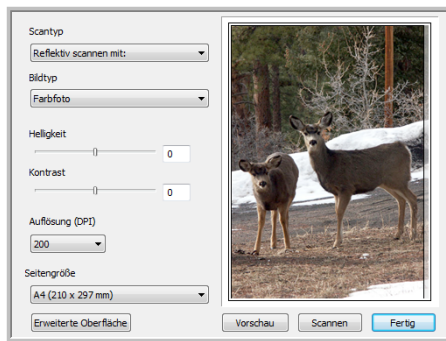 Scantyp
Reflektiv scannen mit:
Bildtyp
Farbfoto
Helligkeit
0
Kontrast
0
Auflösung (DPI)
200
Seitengröße
A4 (210 x 297 mm)
Erweiterte Oberfläche
Vorschau
Scannen
Fertig